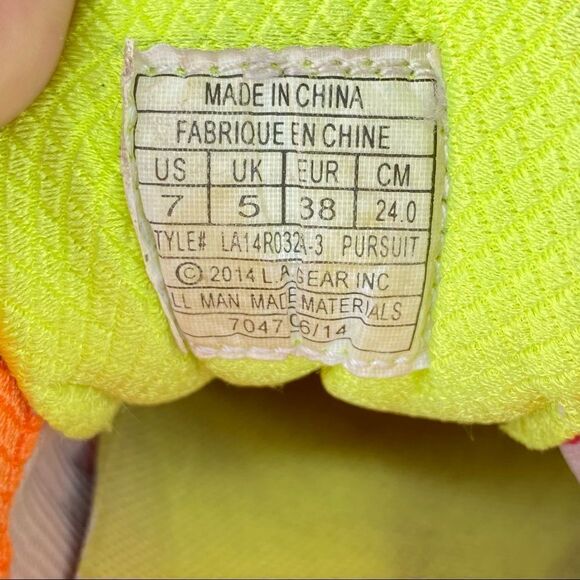 MADE IN CHINA
FABRIQUE EN CHINE
US UK EUR CM
7 5 38 24.0
TYLE# LA14R032A-3 PURSUIT
© 2014 L.A GEAR INC
LL MAN MADE MATERIALS
7047 06/14